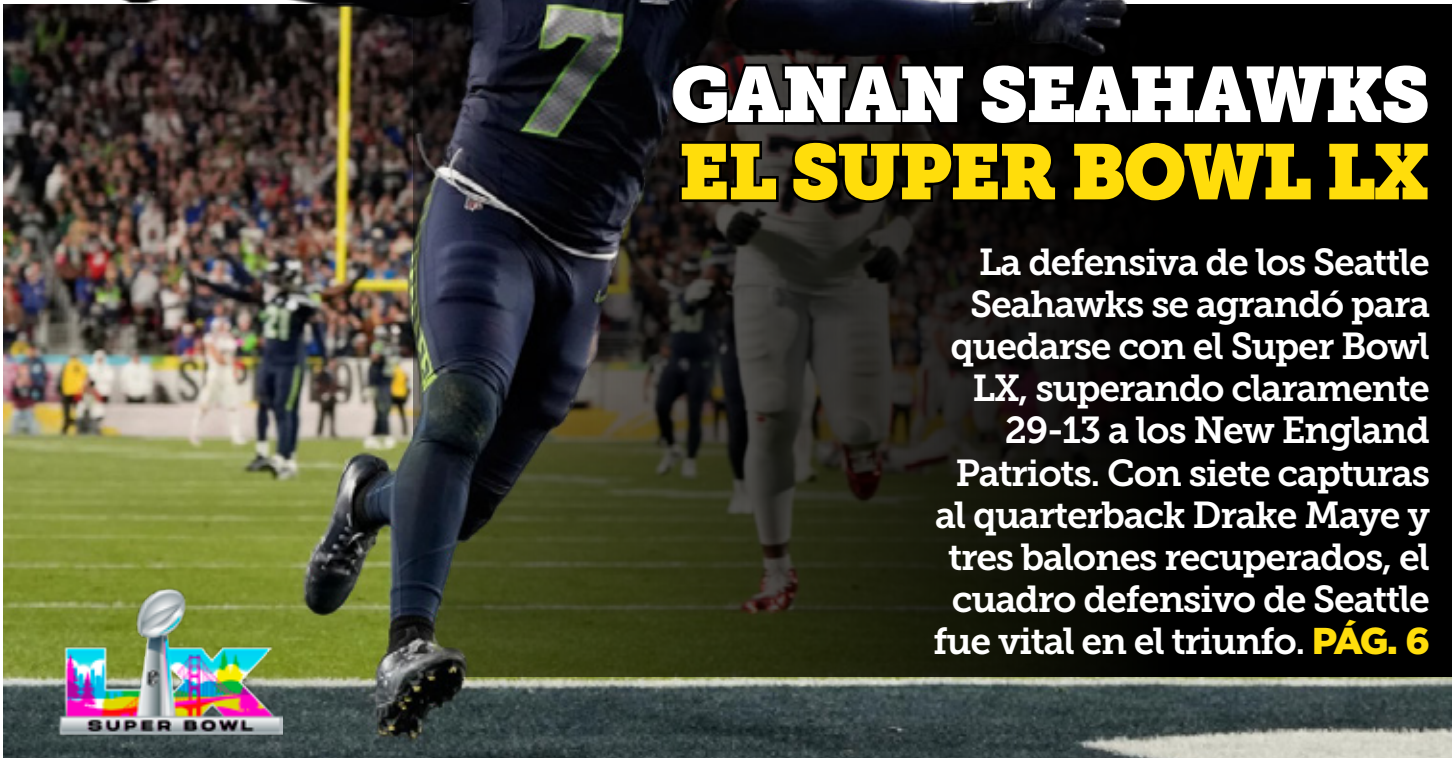 7
GANAN SEAHAWKS
EL SUPER BOWL LX
La defensiva de los Seattle
Seahawks se agrandó para
quedarse con el Super Bowl
LX, superando claramente
29-13 a los New England
Patriots. Con siete capturas
al quarterback Drake Maye y
tres balones recuperados, el
cuadro defensivo de Seattle
fue vital en el triunfo. PÁG. 6
21
LX
SUPER BOWL